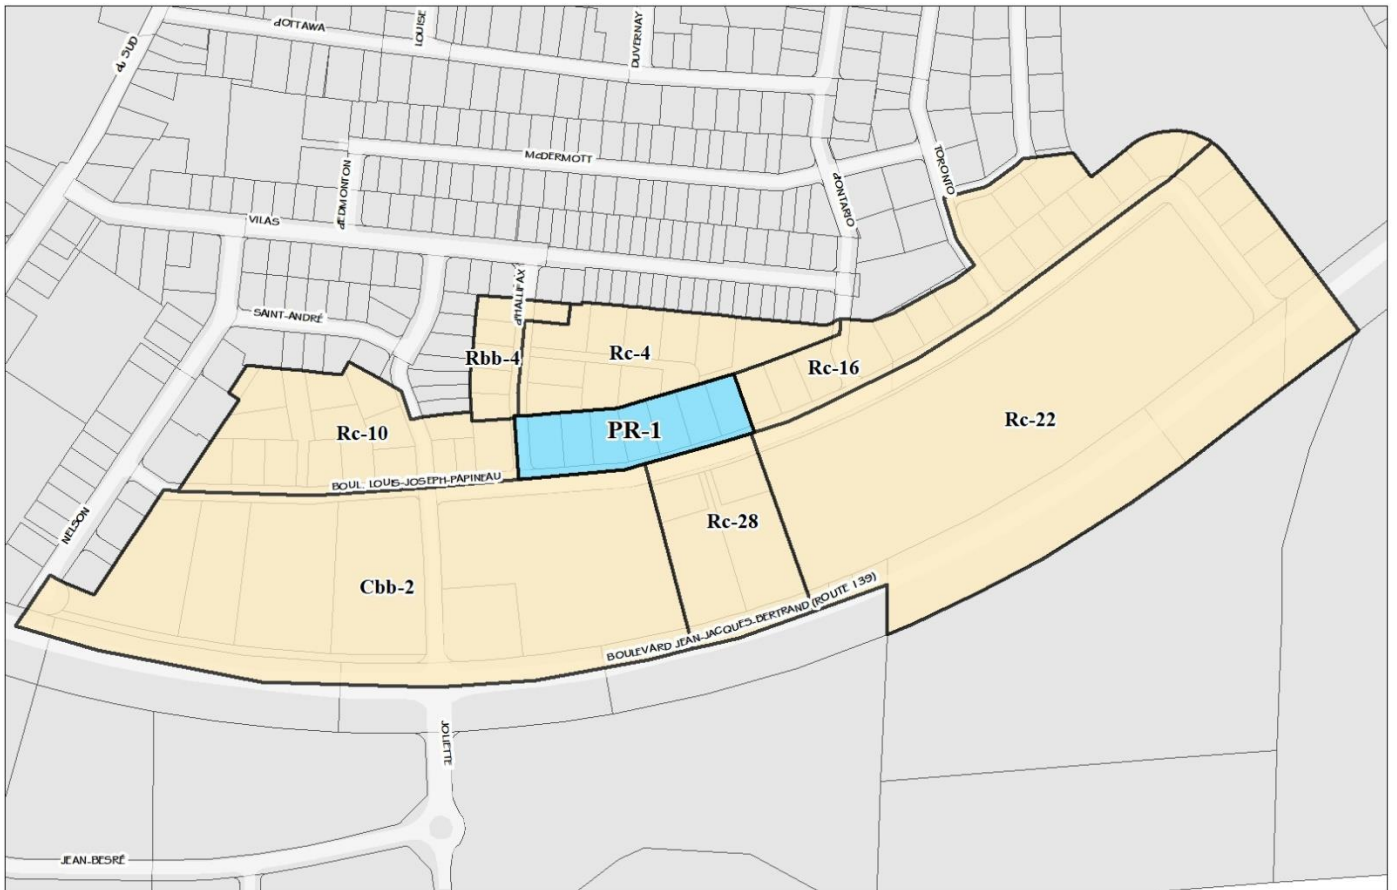 d'OTTAWA
LOUISE
DUVERNAY
du SUD
McDERMOTT
d'EDMONTON
TORONTO
d'ONTARIO
VILAS
d'HALLIFAX
SAINT-ANDRÉ
Rbb-4
Rc-4
Rc-16
Rc-10
PR-1
Rc-22
BOUL. LOUIS-JOSEPH-PAPINEAU
NELSON
Rc-28
Cbb-2
BOULEVARD JEAN-JACQUES-BERTRAND (ROUTE 139)
JOLIETTE
JEAN-BESRÉ